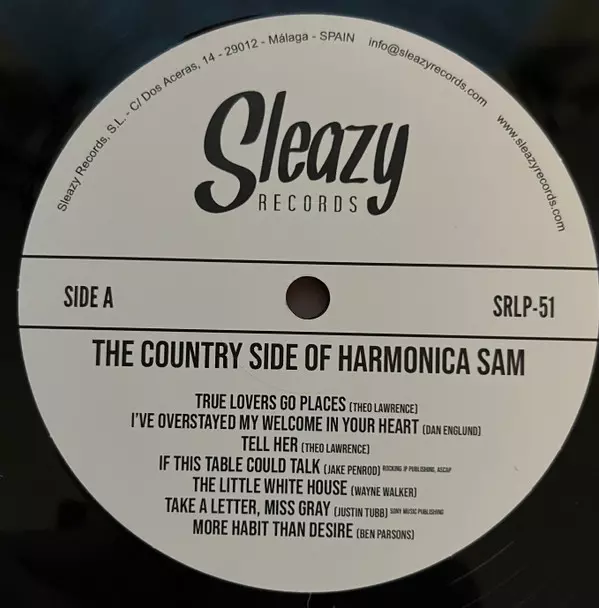 Sleazy Records, S.L. - C/ Dos Aceras, 14 - 29012 - Málaga - SPAIN info@sleazyrecords.com www.sleazyrecords.com
Sleazy
RECORDS
SIDE A
SRLP-51
THE COUNTRY SIDE OF HARMONICA SAM
TRUE LOVERS GO PLACES (THEO LAWRENCE)
I'VE OVERSTAYED MY WELCOME IN YOUR HEART (DAN ENGLUND)
TELL HER (THEO LAWRENCE)
IF THIS TABLE COULD TALK (JAKE PENROD) ROCKING JP PUBLISHING, ASCAP
THE LITTLE WHITE HOUSE (WAYNE WALKER)
TAKE A LETTER, MISS GRAY (JUSTIN TUBB) SONY MUSIC PUBLISHING
MORE HABIT THAN DESIRE (BEN PARSONS)